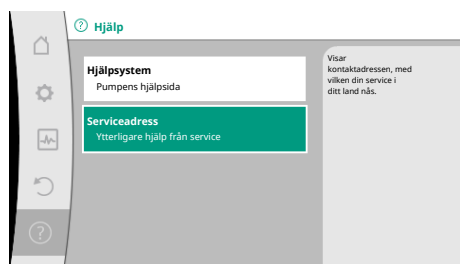 Hjälp
Hjälpsystem
Pumpens hjälpsida
Serviceadress
Ytterligare hjälp från service
Visar
kontaktadressen, med
vilken din service i
ditt land nås.